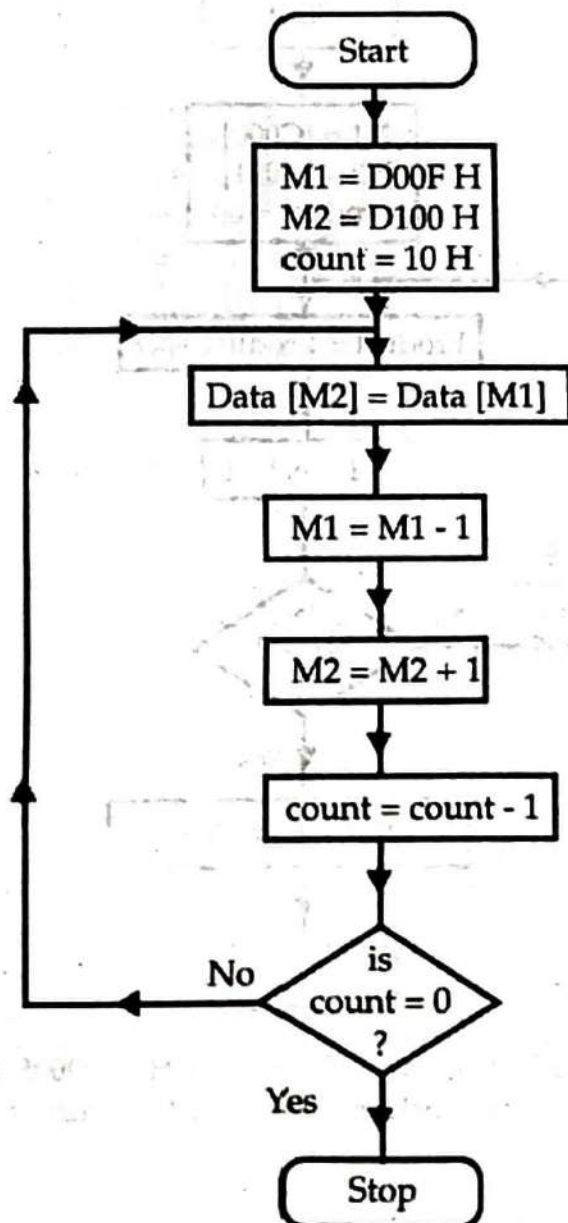 Start
M1 = D00F H
M2 = D100 H
count = 10 H
Data [M2] = Data [M1]
M1 = M1 - 1
M2 = M2 + 1
count = count - 1
is
No
count = 0
?
Yes
Stop